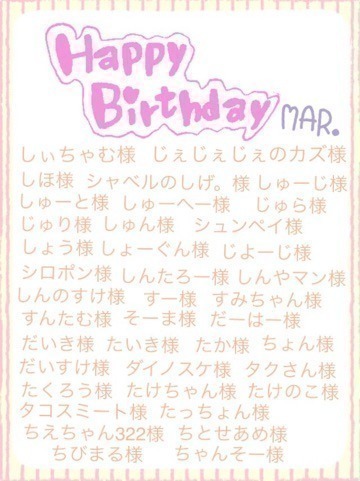 Happy
Birthday MAR.
しぃちゃむ様 じぇじぇじぇのカズ様
しほ様 シャベルのしげ。様 しゅーじ様
しゅーと様 しゅーへー様 じゅら様
じゅり様 しゅん様 シュンペイ様
しょう様 しょーぐん様 じよーじ様
シロポン様 しんたろー様 しんやマン様
しんのすけ様 すー様 すみちゃん様
すんたむ様 そーま様 だーはー様
だいき様 たいき様 たか様 ちょん様
だいすけ様 ダイノスケ様 タクさん様
たくろう様 たけちゃん様 たけのこ様
タコスミート様 たっちょん様
ちえちゃん322様 ちとせあめ様
ちびまる様 ちゃんそー様